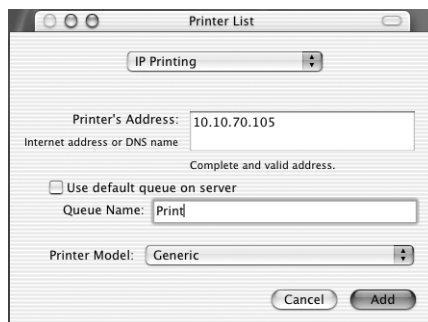 Printer List
IP Printing
Printer's Address: 10.10.70.105
Internet address or DNS name
Complete and valid address.
Use default queue on server
Queue Name: Print
Printer Model: Generic
Cancel Add